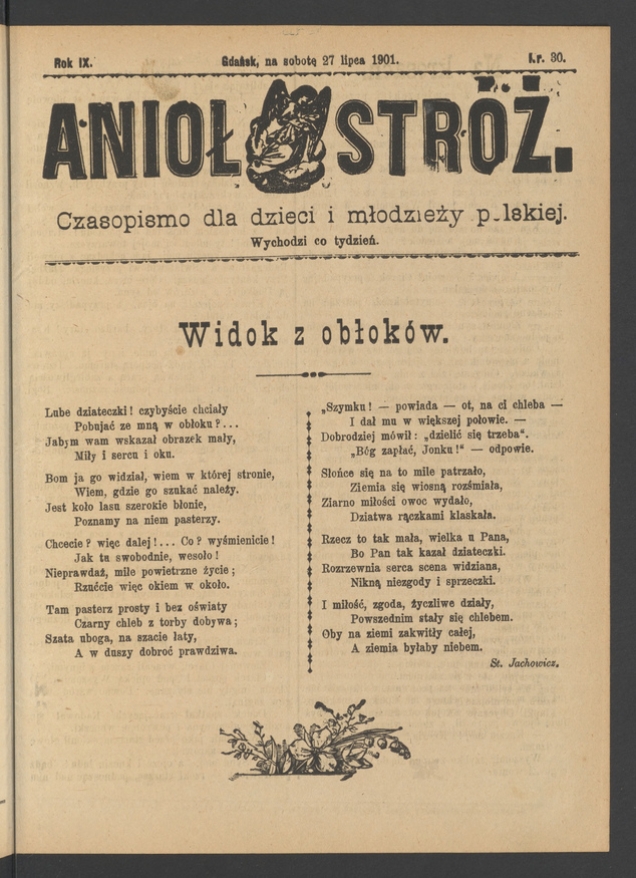 Rok IX.
Gdańsk, na sobotę 27 lipca 1901.
Nr. 30.
ANIOŁ STRÓŻ.
Czasopismo dla dzieci i młodzieży p lskiej.
Wychodzi co tydzień.
Widok z obłoków.
Lube dziateczki! czybyście chciały
Pobujać ze mną w obłoku?...
Jabym wam wskazał obrazek mały,
Miły i sercu i oku.
Bom ja go widział, wiem w której stronie,
Wiem, gdzie go szukać należy.
Jest koło lasu szerokie błonie,
Poznamy na niem pasterzy.
Chcecie? więc dalej!... Co? wyśmienicie!
Jak tu swobodnie, wesoło!
Nieprawdaż, miłe powietrzne życie;
Rzućcie więc okiem w około.
Tam pasterz prosty i bez oświaty
Czarny chleb z torby dobywa;
Szata uboga, na szacie łaty,
A w duszy dobroć prawdziwa.
„Szymku! — powiada — ot, na ci chleba —
I dał mu w większej połowie. —
Dobrodziej mówił: „dzielić się trzeba“.
„Bóg zapłać, Jonku!“ — odpowie.
Słońce się na to mile patrzało,
Ziemia się wiosną rozśmiała,
Ziarno miłości owoc wydało,
Dziatwa rączkami klaskała.
Rzecz to tak mała, wielka u Pana,
Bo Pan tak kazał dziateczki.
Rozrzewnia serca scena widziana,
Nikną niezgody i sprzeczki.
I miłość, zgoda, życzliwe działy,
Powszednim stały się chlebem.
Oby na ziemi zakwitły całej,
A ziemia byłaby niebem.
St. Jachowicz.